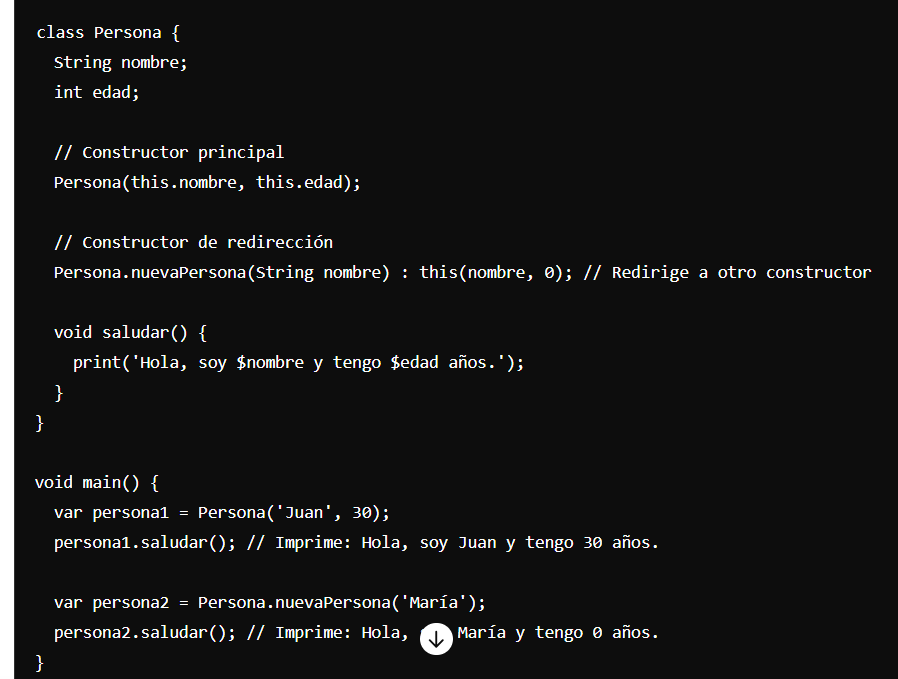 class Persona {
String nombre;
int edad;
// Constructor principal
Persona(this.nombre, this.edad);
// Constructor de redirección
Persona.nuevaPersona(String nombre) : this(nombre, 0); // Redirige a otro constructor
void saludar() {
print('Hola, soy $nombre y tengo $edad años.');
}
}
void main() {
var persona1 = Persona('Juan', 30);
persona1.saludar(); // Imprime: Hola, soy Juan y tengo 30 años.
var persona2 = Persona.nuevaPersona('María');
persona2.saludar(); // Imprime: Hola, María y tengo 0 años.
}